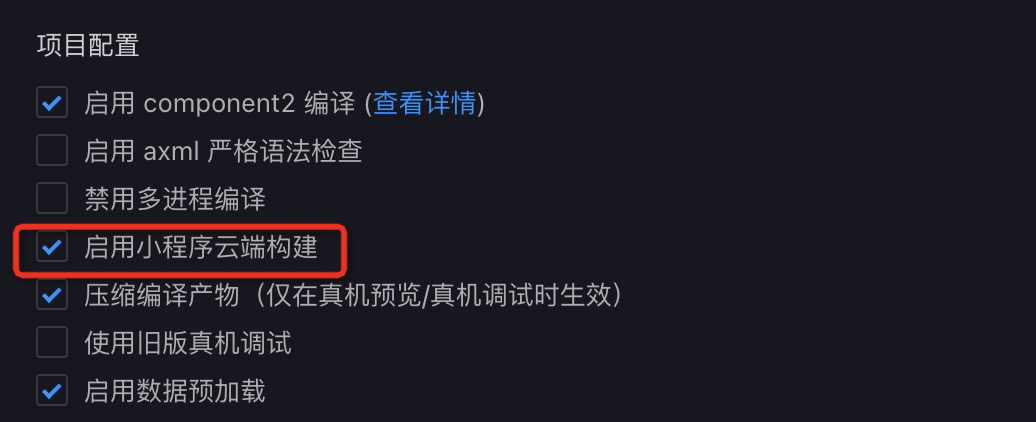 项目配置
启用 component2 编译 (查看详情)
启用 axml 严格语法检查
禁用多进程编译
启用小程序云端构建
压缩编译产物（仅在真机预览/真机调试时生效）
使用旧版真机调试
启用数据预加载